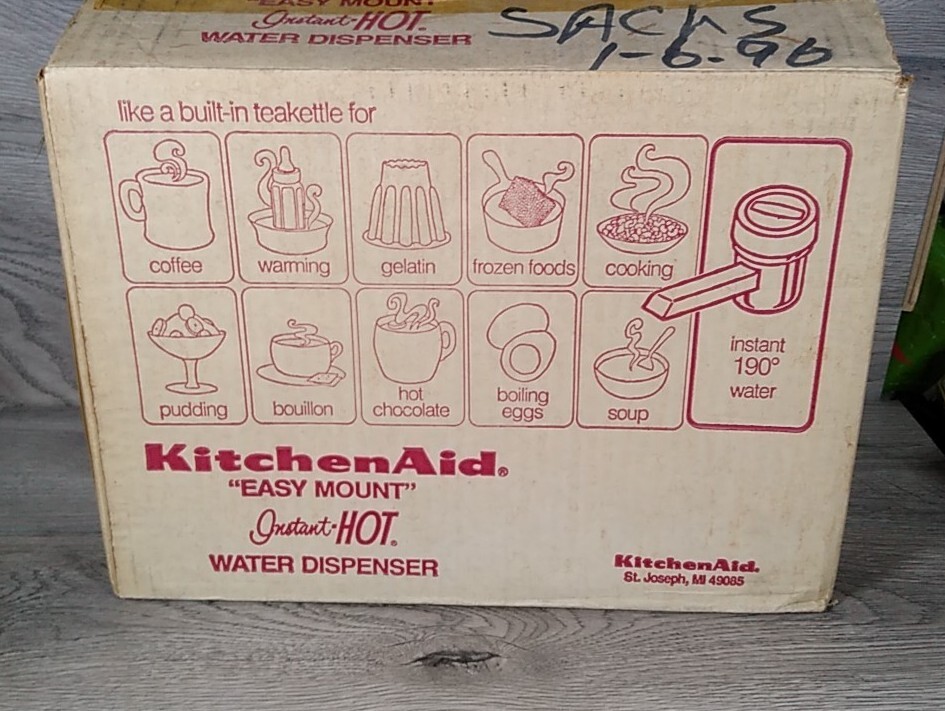 "EASY MOUNT"
Instant-HOT®
WATER DISPENSER
SACKS
1-6-90
like a built-in teakettle for
coffee
warming
gelatin
frozen foods
cooking
pudding
bouillon
hot
chocolate
boiling
eggs
soup
instant
190°
water
KitchenAid®
"EASY MOUNT"
Instant-HOT®
WATER DISPENSER
KitchenAid.
St. Joseph, MI 49085